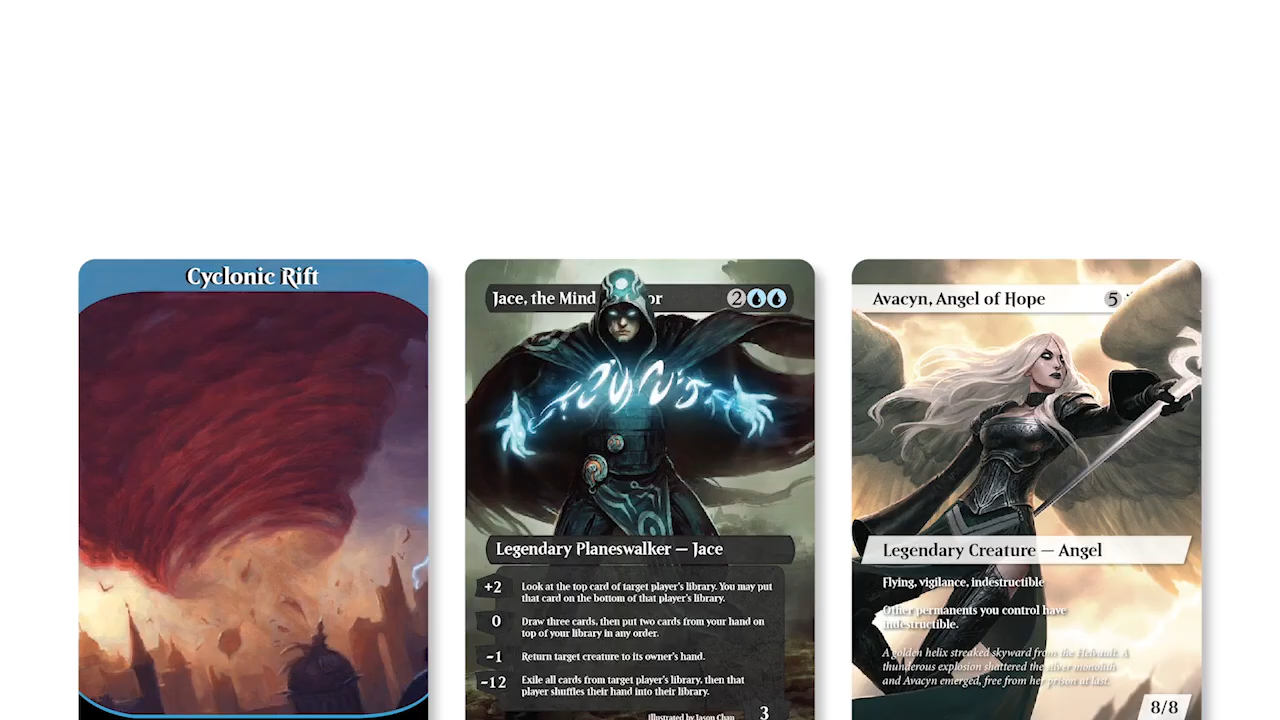 Cyclonic Rift
Jace, the Mind or
2
Legendary Planeswalker — Jace
+2 Look at the top card of target player's library. You may put
that card on the bottom of that player's library.
0 Draw three cards, then put two cards from your hand on
top of your library in any order.
−1 Return target creature to its owner's hand.
−12 Exile all cards from target player's library, then that
player shuffles their hand into their library.
Illustrated by Jason Chan
3
Avacyn, Angel of Hope 5
Legendary Creature — Angel
Flying, vigilance, indestructible
Other permanents you control have
indestructible.
A golden helix streaked skyward from the Helvault. A
thunderous explosion shattered the silver monolith
and Avacyn emerged, free from her prison at last.
8/8